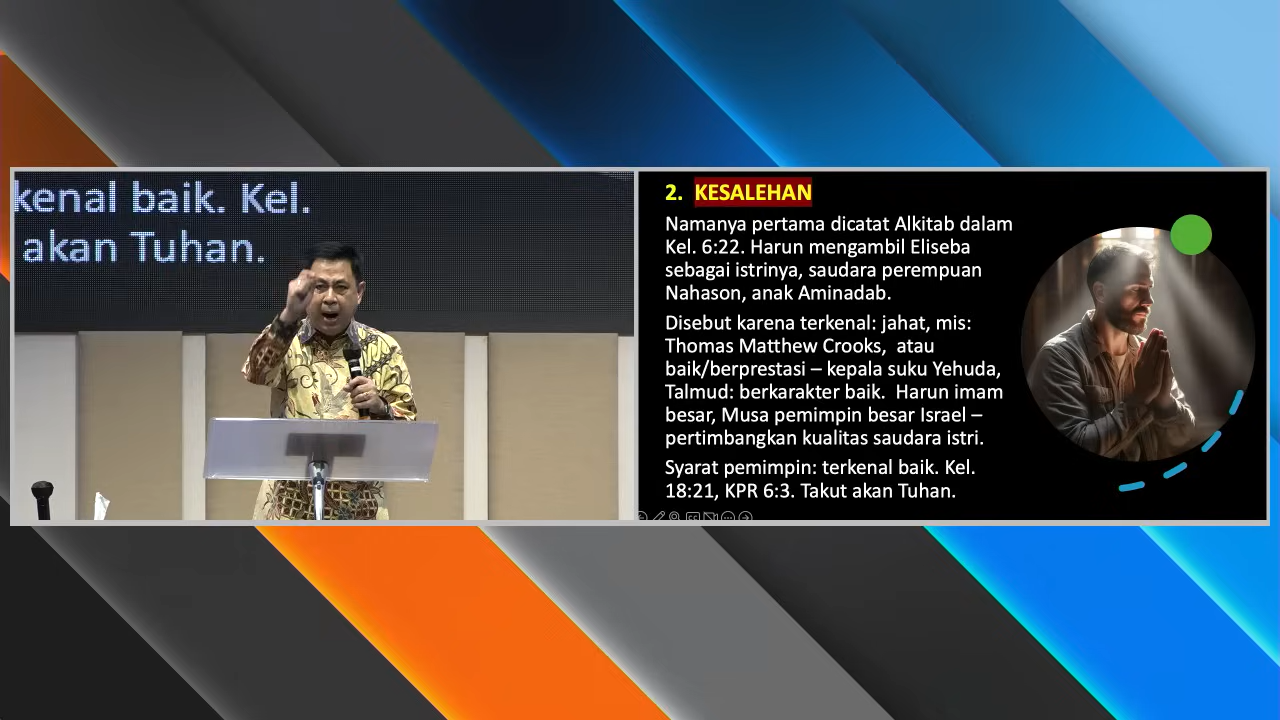 kenal baik. Kel.
akan Tuhan.
2. KESALEHAN
Namanya pertama dicatat Alkitab dalam
Kel. 6:22. Harun mengambil Eliseba
sebagai istrinya, saudara perempuan
Nahason, anak Aminadab.
Disebut karena terkenal: jahat, mis:
Thomas Matthew Crooks, atau
baik/berprestasi – kepala suku Yehuda,
Talmud: berkarakter baik. Harun imam
besar, Musa pemimpin besar Israel –
pertimbangkan kualitas saudara istri.
Syarat pemimpin: terkenal baik. Kel.
18:21, KPR 6:3. Takut akan Tuhan.